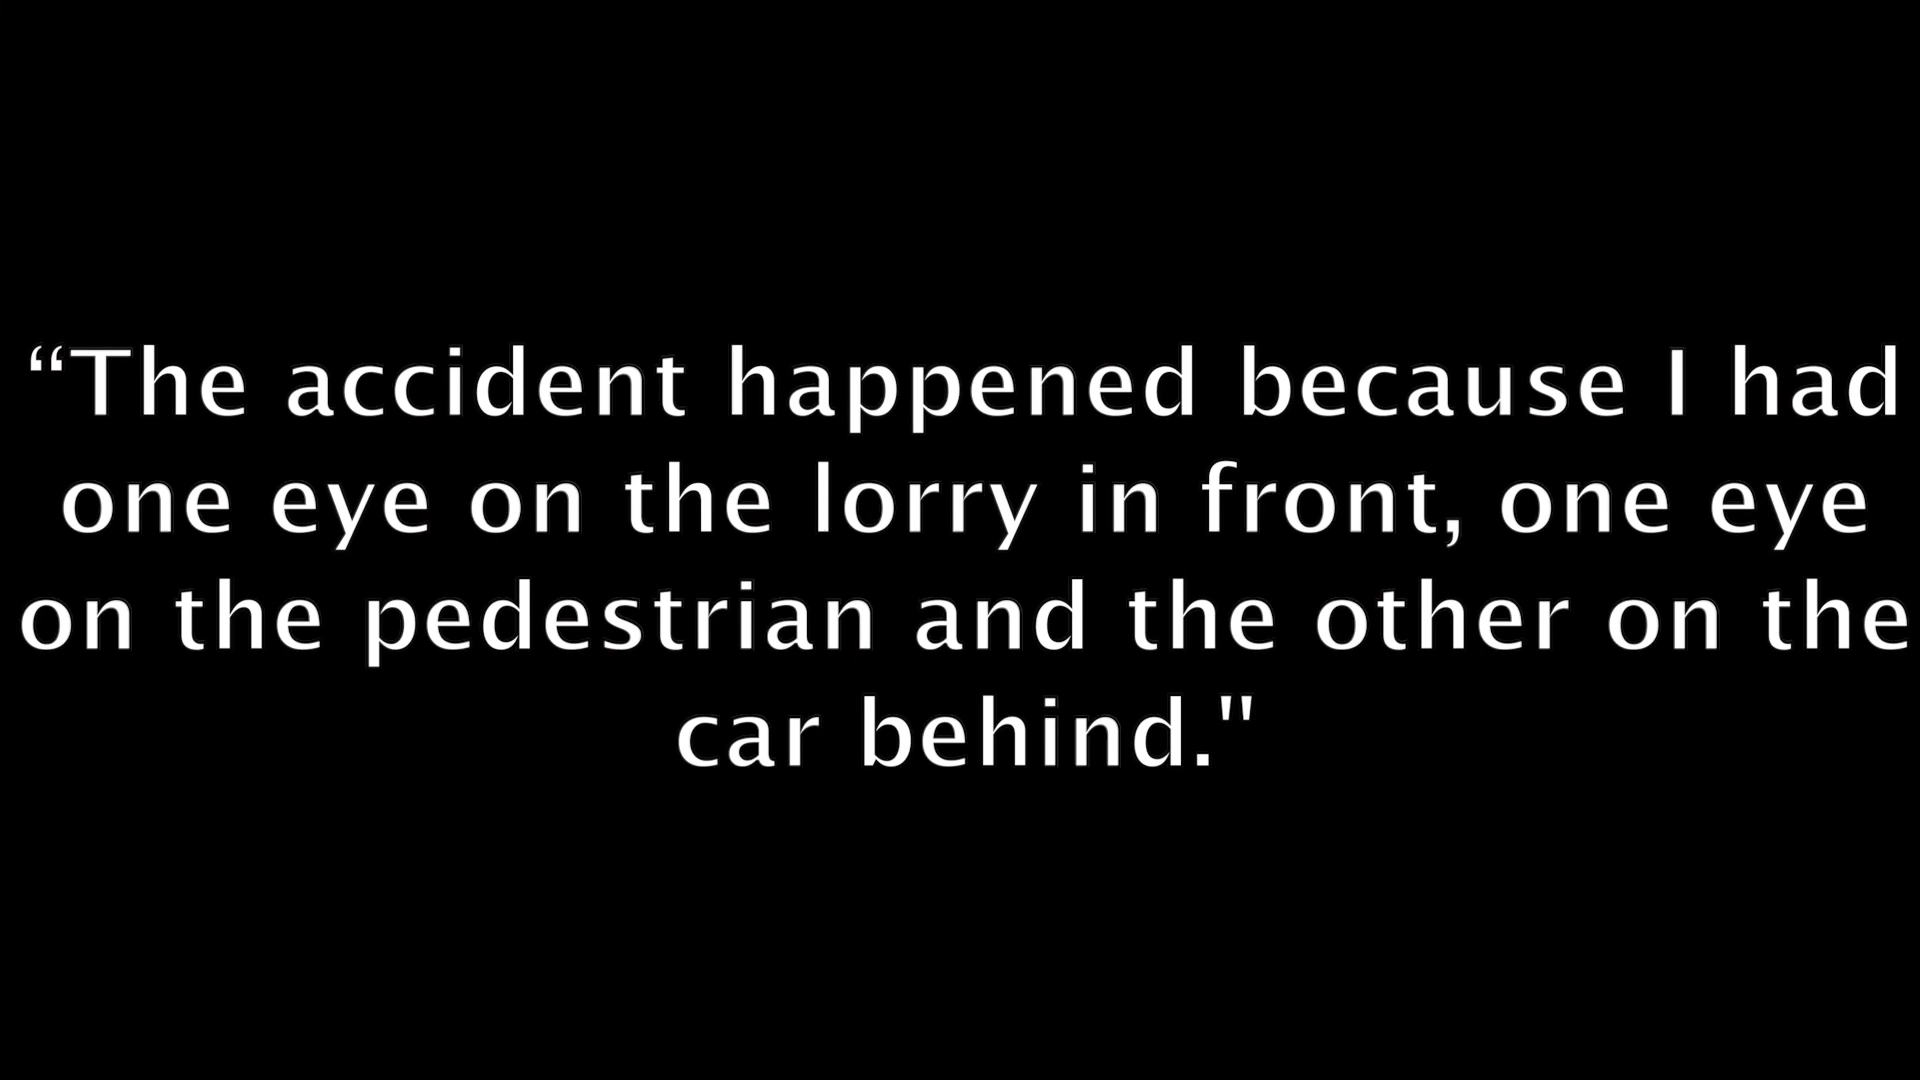 “The accident happened because I had
one eye on the lorry in front, one eye
on the pedestrian and the other on the
car behind."